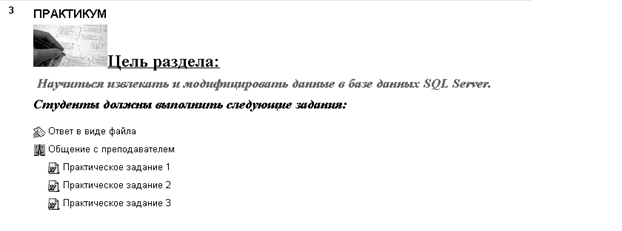 3
ПРАКТИКУМ
Цель раздела:
Научиться извлекать и модифицировать данные в базе данных SQL Server.
Студенты должны выполнить следующие задания:
Ответ в виде файла
Общение с преподавателем
Практическое задание 1
Практическое задание 2
Практическое задание 3